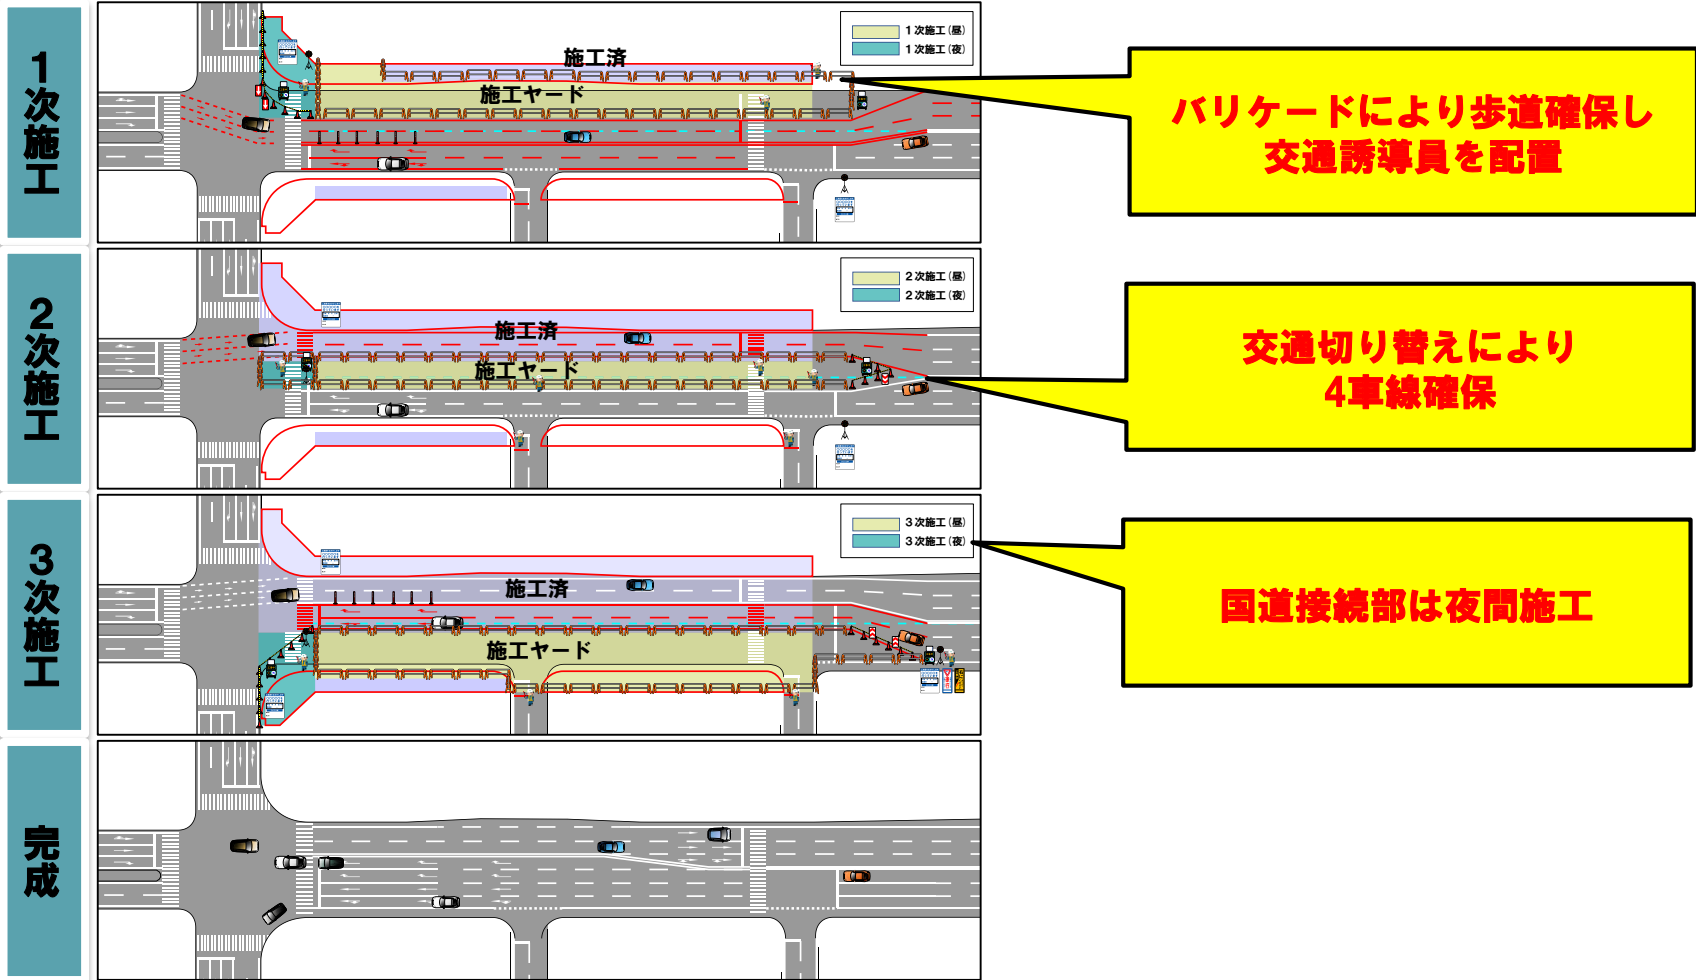 1次施工
施工済
施工ヤード
1次施工(昼)
1次施工(夜)
バリケードにより歩道確保し
交通誘導員を配置
2次施工
施工済
施工ヤード
2次施工(昼)
2次施工(夜)
交通切り替えにより
4車線確保
3次施工
施工済
施工ヤード
3次施工(昼)
3次施工(夜)
国道接続部は夜間施工
完成